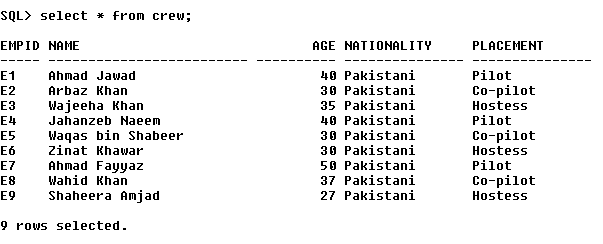 SQL> select * from crew;
EMPID NAME                             AGE NATIONALITY     PLACEMENT
----- ------------------------- ---------- --------------- ---------------
E1    Ahmad Jawad                       40 Pakistani       Pilot
E2    Arbaz Khan                        30 Pakistani       Co-pilot
E3    Wajeeha Khan                      35 Pakistani       Hostess
E4    Jahanzeb Naeem                    40 Pakistani       Pilot
E5    Waqas bin Shabeer                 30 Pakistani       Co-pilot
E6    Zinat Khawar                      30 Pakistani       Hostess
E7    Ahmad Fayyaz                      50 Pakistani       Pilot
E8    Wahid Khan                        37 Pakistani       Co-pilot
E9    Shaheera Amjad                    27 Pakistani       Hostess
9 rows selected.